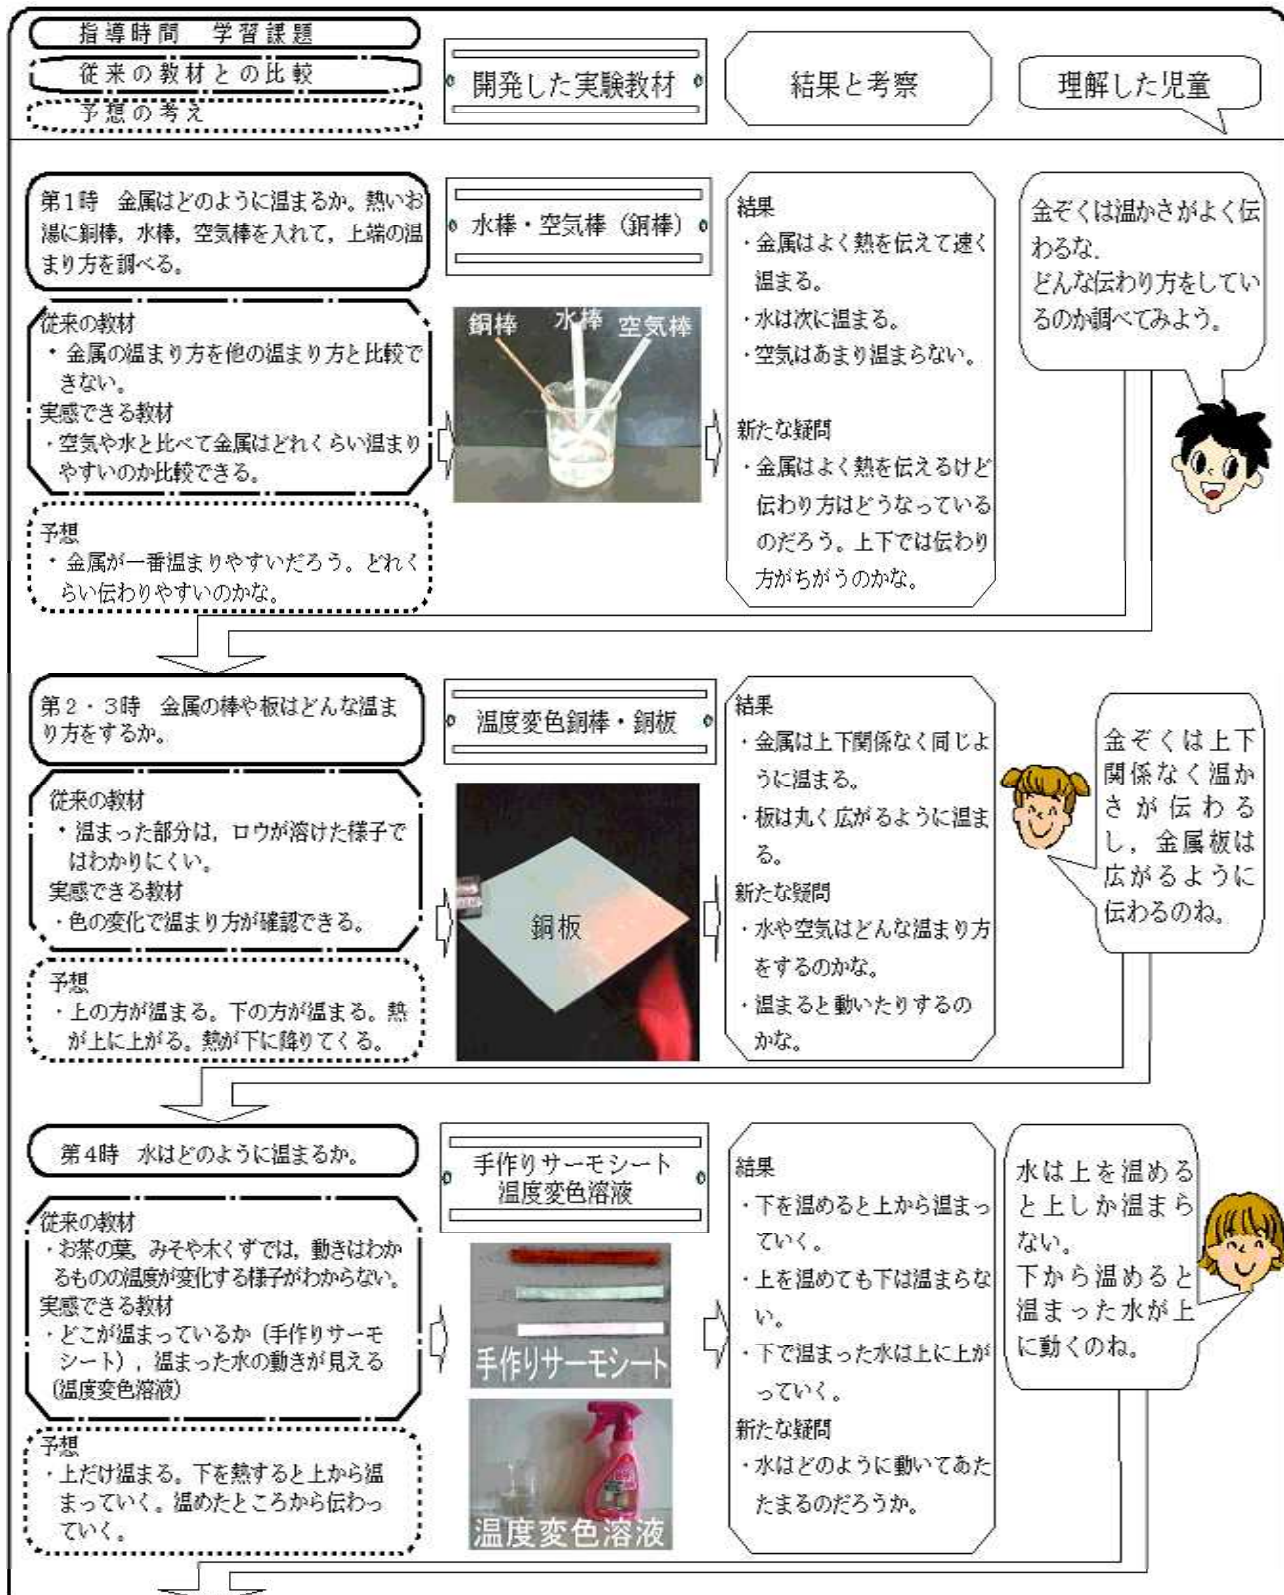 指導時間　学習課題
従来の教材との比較
予想の考え
開発した実験教材
結果と考察
理解した児童
第1時　金属はどのように温まるか。熱いお
湯に銅棒，水棒，空気棒を入れて，上端の温
まり方を調べる。
従来の教材
・金属の温まり方を他の温まり方と比較で
きない。
実感できる教材
・空気や水と比べて金属はどれくらい温まり
やすいのか比較できる。
予想
・金属が一番温まりやすいだろう。どれく
らい伝わりやすいのかな。
水棒・空気棒（銅棒）
銅棒
水棒
空気棒
結果
・金属はよく熱を伝えて速く
温まる。
・水は次に温まる。
・空気はあまり温まらない。
新たな疑問
・金属はよく熱を伝えるけど
伝わり方はどうなっている
のだろう。上下では伝わり
方がちがうのかな。
金ぞくは温かさがよく伝
わるな．
どんな伝わり方をしてい
るのか調べてみよう。
第2・3時　金属の棒や板はどんな温ま
り方をするか。
従来の教材
・温まった部分は，ロウが溶けた様子で
はわかりにくい。
実感できる教材
・色の変化で温まり方が確認できる。
予想
・上の方が温まる。下の方が温まる。熱
が上に上がる。熱が下に降りてくる。
温度変色銅棒・銅板
銅板
結果
・金属は上下関係なく同じよ
うに温まる。
・板は丸く広がるように温ま
る。
新たな疑問
・水や空気はどんな温まり方
をするのかな。
・温まると動いたりするの
かな。
金ぞくは上下
関係なく温か
さが伝わる
し，金属板は
広がるように
伝わるのね。
第4時　水はどのように温まるか。
従来の教材
・お茶の葉，みそや木くずでは，動きはわか
るものの温度が変化する様子がわからない。
実感できる教材
・どこが温まっているか（手作りサーモ
シート），温まった水の動きが見える
（温度変色溶液）
予想
・上だけ温まる。下を熱すると上から温
まっていく。温めたところから伝わっ
ていく。
手作りサーモシート
温度変色溶液
手作りサーモシート
温度変色溶液
結果
・下を温めると上から温まっ
ていく。
・上を温めても下は温まらな
い。
・下で温まった水は上に上が
っていく。
新たな疑問
・水はどのように動いてあた
たまるのだろうか。
水は上を温める
と上しか温まら
ない。
下から温めると
温まった水が上
に動くのね。